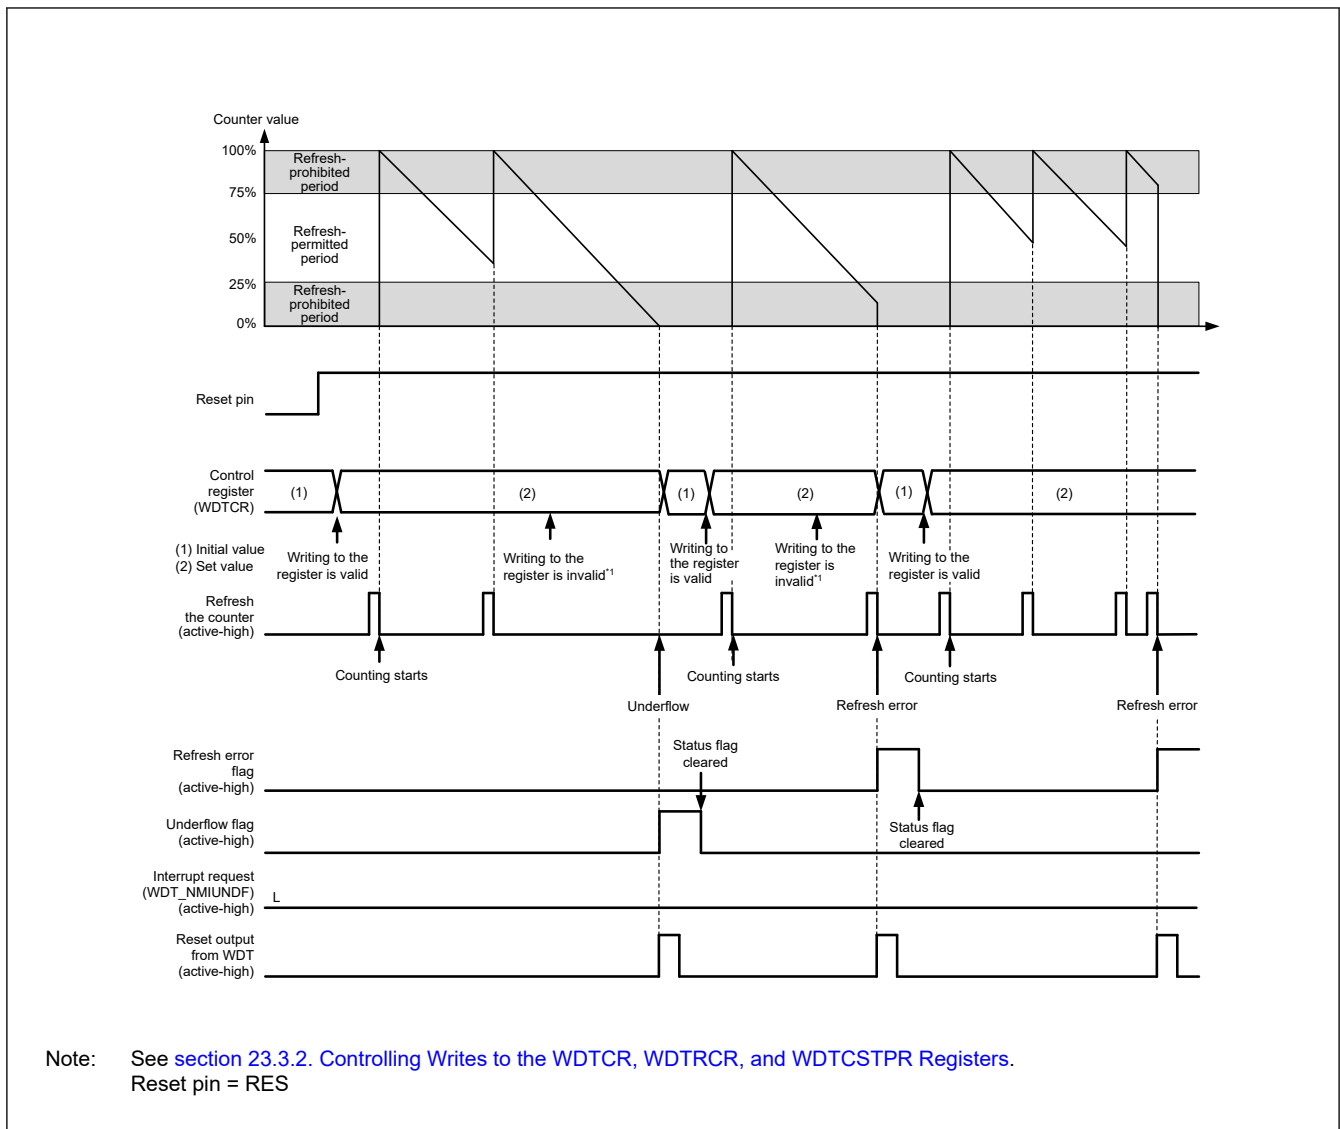 Counter value
100%
Refresh-
prohibited
period
75%
Refresh-
permitted
period
50%
25%
Refresh-
prohibited
period
0%
Reset pin
Control
register
(WDTCR)
(1)
(2)
(1)
(2)
(1)
(2)
(1) Initial value
(2) Set value
Writing to the
register is valid
Writing to the
register is invalid*1
Writing to
the register
is valid
Writing to the
register is
invalid*1
Writing to the
register is valid
Refresh
the counter
(active-high)
Counting starts
Counting starts
Counting starts
Underflow
Refresh error
Refresh error
Refresh error
flag
(active-high)
Status flag
cleared
Underflow flag
(active-high)
Status flag
cleared
Interrupt request
(WDT_NMIUNDF)
(active-high)
L
Reset output
from WDT
(active-high)
Note: See section 23.3.2. Controlling Writes to the WDTCR, WDTRCR, and WDTCSTPR Registers.
Reset pin = RES